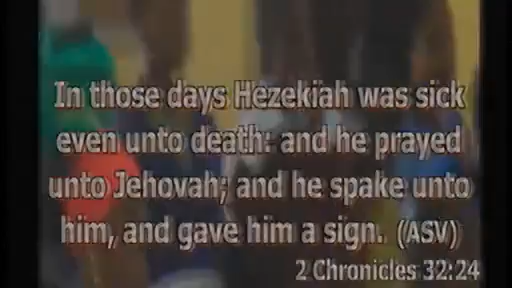 In those days Hezekiah was sick
even unto death: and he prayed
unto Jehovah; and he spake unto
him, and gave him a sign. (ASV)
2 Chronicles 32:24